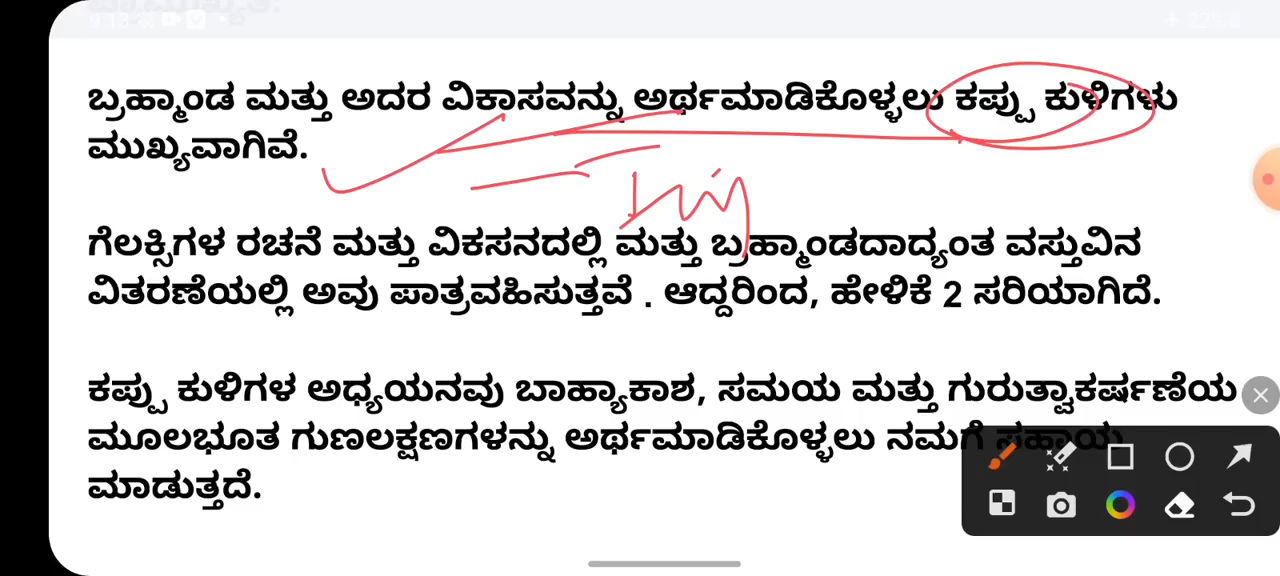 ಬ್ರಹ್ಮಾಂಡ ಮತ್ತು ಅದರ ವಿಕಾಸವನ್ನು ಅರ್ಥಮಾಡಿಕೊಳ್ಳಲು ಕಪ್ಪು ಕುಳಿಗಳು
ಮುಖ್ಯವಾಗಿವೆ.
ಗೆಲಕ್ಸಿಗಳ ರಚನೆ ಮತ್ತು ವಿಕಸನದಲ್ಲಿ ಮತ್ತು ಬ್ರಹ್ಮಾಂಡದಾದ್ಯಂತ ವಸ್ತುವಿನ
ವಿತರಣೆಯಲ್ಲಿ ಅವು ಪಾತ್ರವಹಿಸುತ್ತವೆ . ಆದ್ದರಿಂದ, ಹೇಳಿಕೆ 2 ಸರಿಯಾಗಿದೆ.
ಕಪ್ಪು ಕುಳಿಗಳ ಅಧ್ಯಯನವು ಬಾಹ್ಯಾಕಾಶ, ಸಮಯ ಮತ್ತು ಗುರುತ್ವಾಕರ್ಷಣೆಯ
ಮೂಲಭೂತ ಗುಣಲಕ್ಷಣಗಳನ್ನು ಅರ್ಥಮಾಡಿಕೊಳ್ಳಲು ನಮಗೆ ಸಹಾಯ
ಮಾಡುತ್ತದೆ.